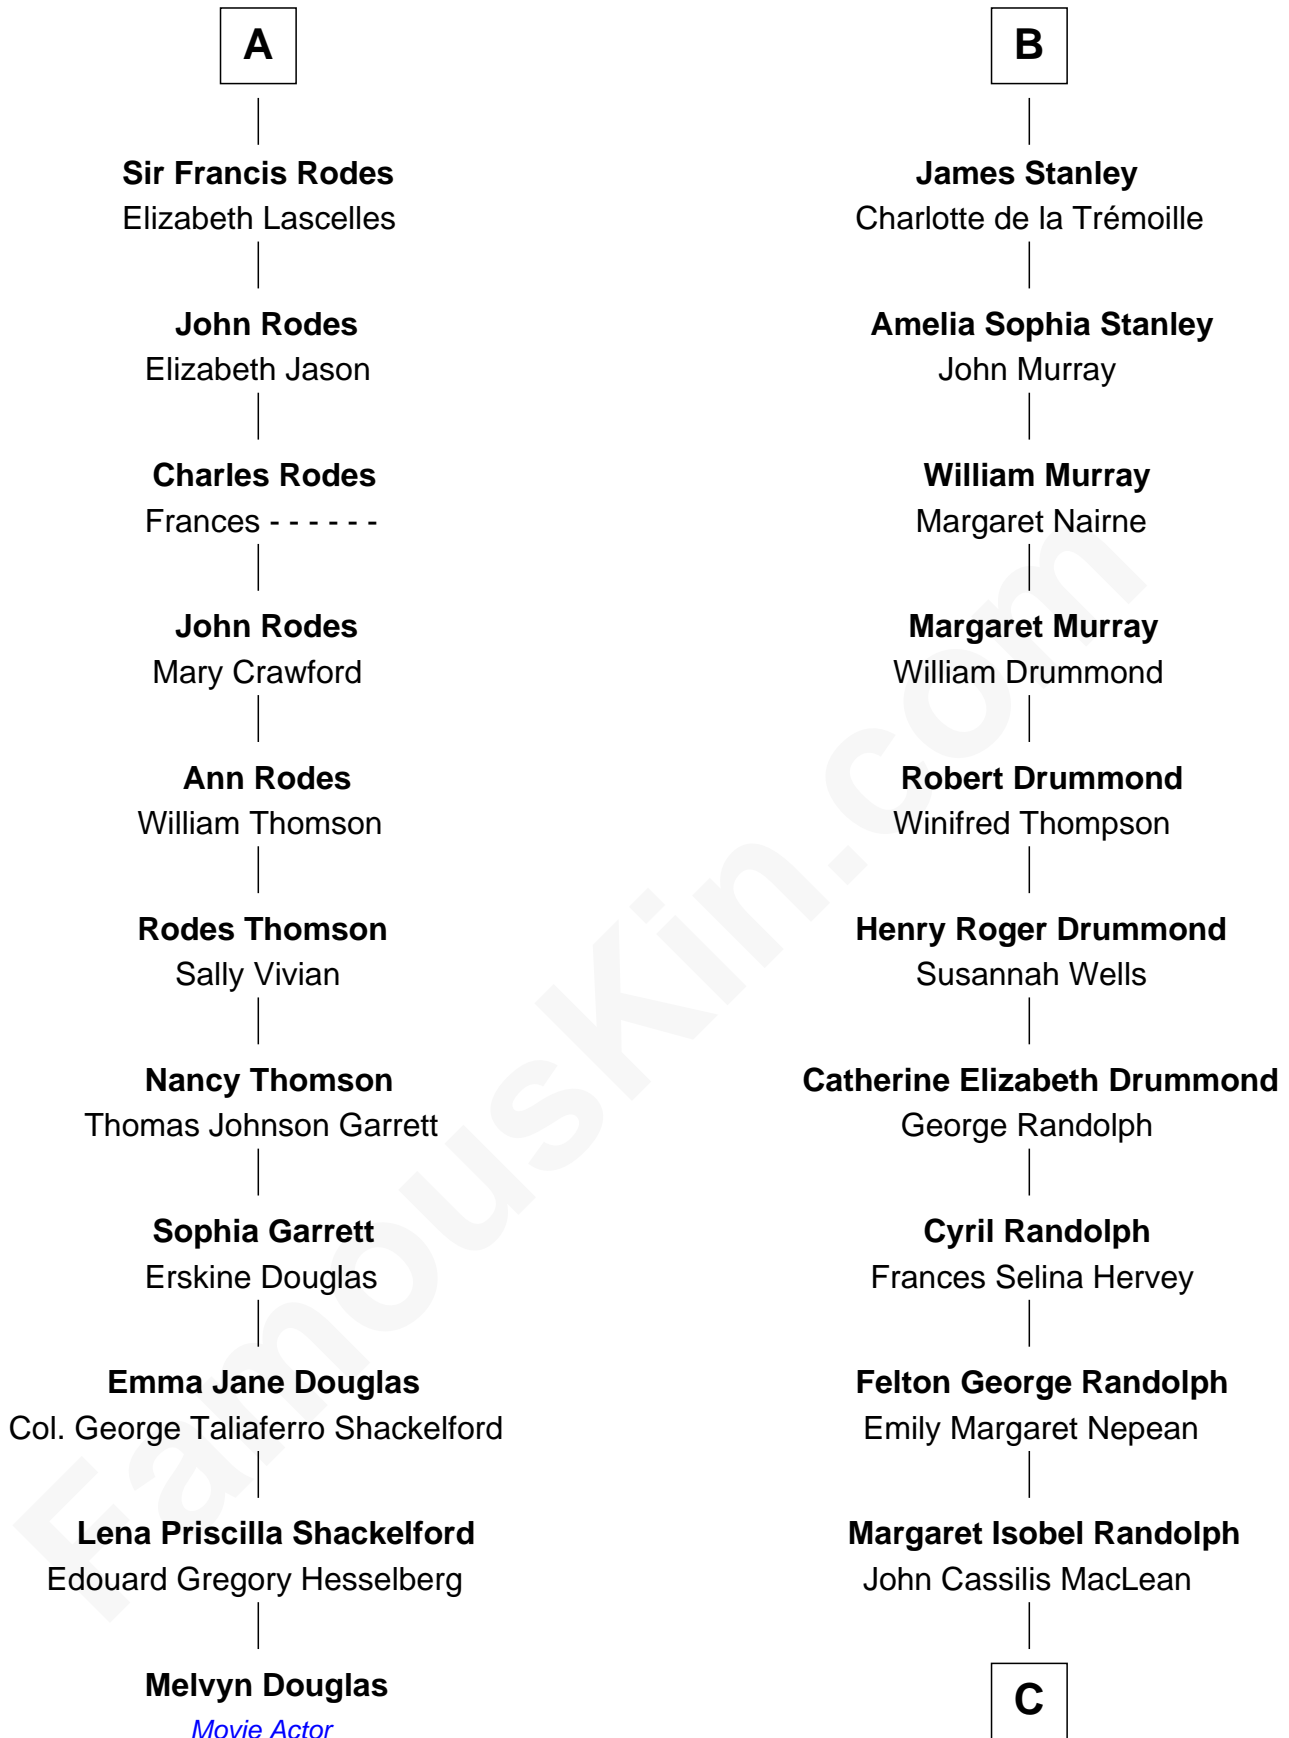 A
Sir Francis Rodes
Elizabeth Lascelles
John Rodes
Elizabeth Jason
Charles Rodes
Frances - - - - - -
John Rodes
Mary Crawford
Ann Rodes
William Thomson
Rodes Thomson
Sally Vivian
Nancy Thomson
Thomas Johnson Garrett
Sophia Garrett
Erskine Douglas
Emma Jane Douglas
Col. George Taliaferro Shackelford
Lena Priscilla Shackelford
Edouard Gregory Hesselberg
Melvyn Douglas
Movie Actor
B
James Stanley
Charlotte de la Trémoille
Amelia Sophia Stanley
John Murray
William Murray
Margaret Nairne
Margaret Murray
William Drummond
Robert Drummond
Winifred Thompson
Henry Roger Drummond
Susannah Wells
Catherine Elizabeth Drummond
George Randolph
Cyril Randolph
Frances Selina Hervey
Felton George Randolph
Emily Margaret Nepean
Margaret Isobel Randolph
John Cassilis MacLean
C
FamousKin.com